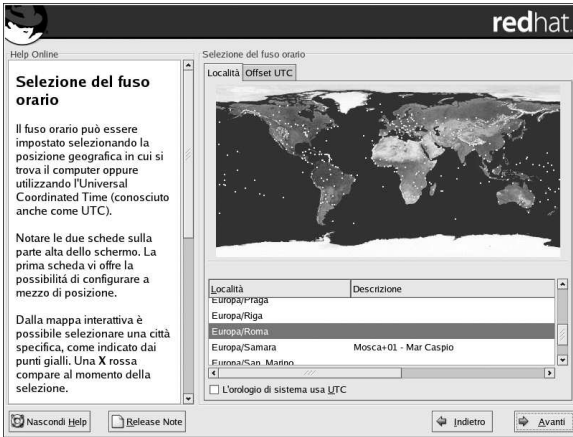 redhat.
Help Online
Selezione del fuso
orario
Il fuso orario può essere
impostato selezionando la
posizione geografica in cui si
trova il computer oppure
utilizzando l'Universal
Coordinated Time (conosciuto
anche come UTC).
Notare le due schede sulla
parte alta dello schermo. La
prima scheda vi offre la
possibilitá di configurare a
mezzo di posizione.
Dalla mappa interattiva è
possibile selezionare una città
specifica, come indicato dai
punti gialli. Una X rossa
compare al momento della
selezione.
Selezione del fuso orario
Località Offset UTC
Località Descrizione
Europa/Praga
Europa/Riga
Europa/Roma
Europa/Samara Mosca+01 - Mar Caspio
Europa/San_Marino
L'orologio di sistema usa UTC
Nascondi Help Release Note Indietro Avanti